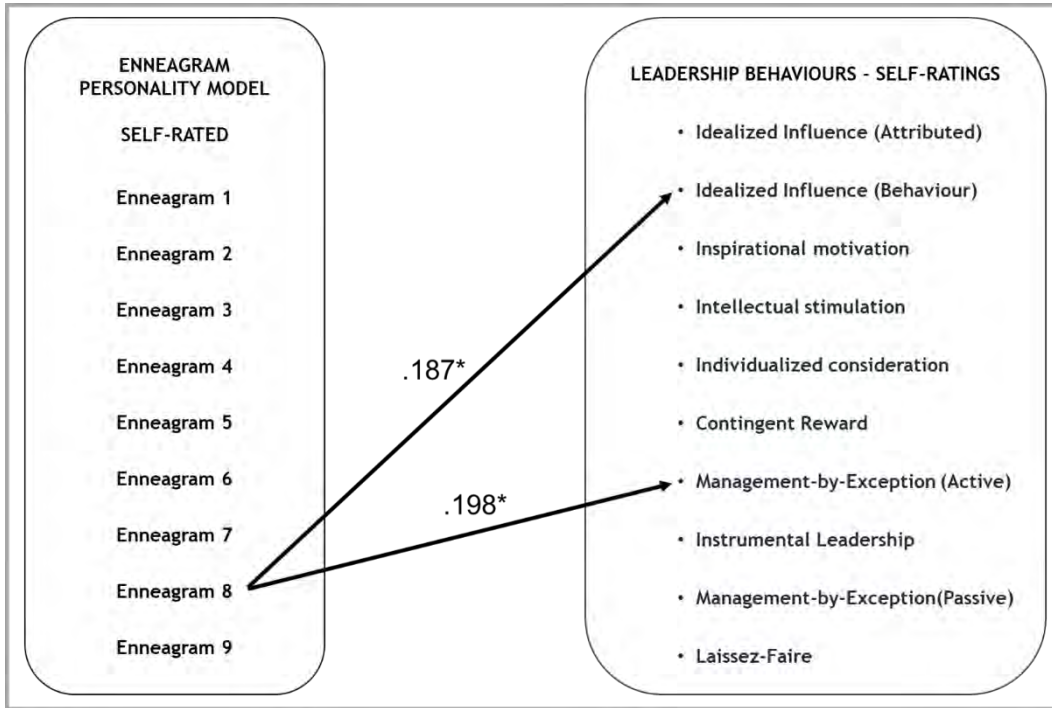 ENNEAGRAM
PERSONALITY MODEL
SELF-RATED
Enneagram 1
Enneagram 2
Enneagram 3
Enneagram 4
Enneagram 5
Enneagram 6
Enneagram 7
Enneagram 8
Enneagram 9
.187*
.198*
LEADERSHIP BEHAVIOURS - SELF-RATINGS
• Idealized Influence (Attributed)
• Idealized Influence (Behaviour)
• Inspirational motivation
• Intellectual stimulation
• Individualized consideration
• Contingent Reward
• Management-by-Exception (Active)
• Instrumental Leadership
• Management-by-Exception(Passive)
• Laissez-Faire